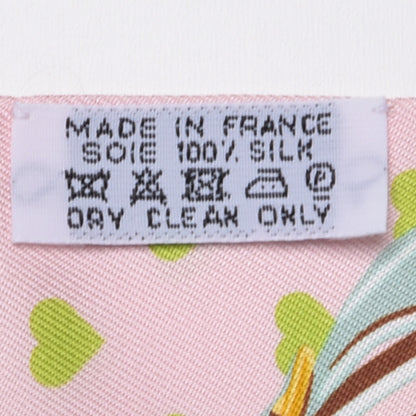 MADE IN FRANCE
SOIE 100% SILK
P
DRY CLEAN ONLY